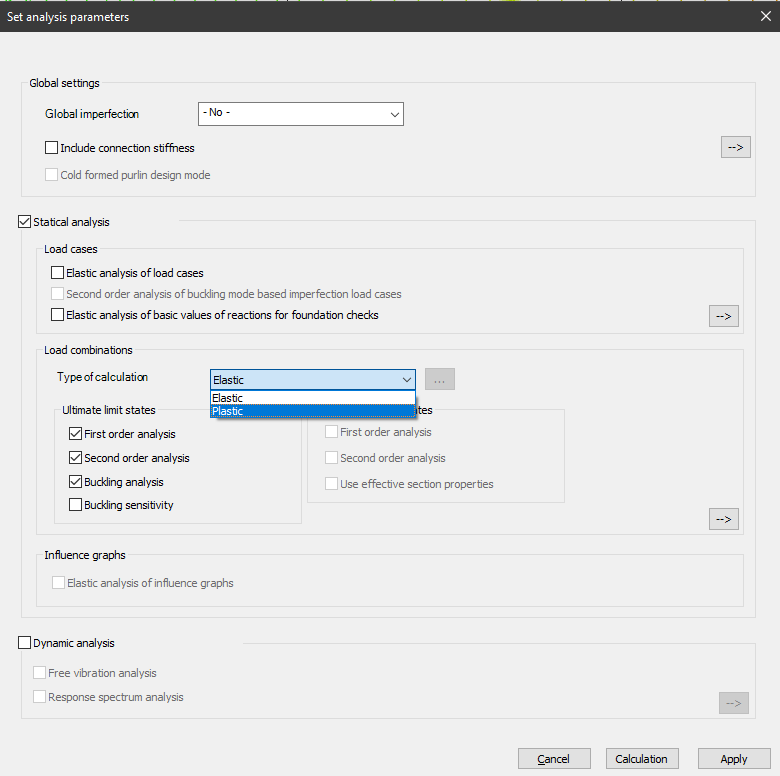 Set analysis parameters
Global settings
Global imperfection
- No -
Include connection stiffness
-->
Cold formed purlin design mode
Statical analysis
Load cases
Elastic analysis of load cases
Second order analysis of buckling mode based imperfection load cases
Elastic analysis of basic values of reactions for foundation checks
-->
Load combinations
Type of calculation
Elastic
...
Elastic
Plastic
Ultimate limit states
First order analysis
Second order analysis
Buckling analysis
Buckling sensitivity
First order analysis
Second order analysis
Use effective section properties
-->
Influence graphs
Elastic analysis of influence graphs
Dynamic analysis
Free vibration analysis
Response spectrum analysis
-->
Cancel
Calculation
Apply